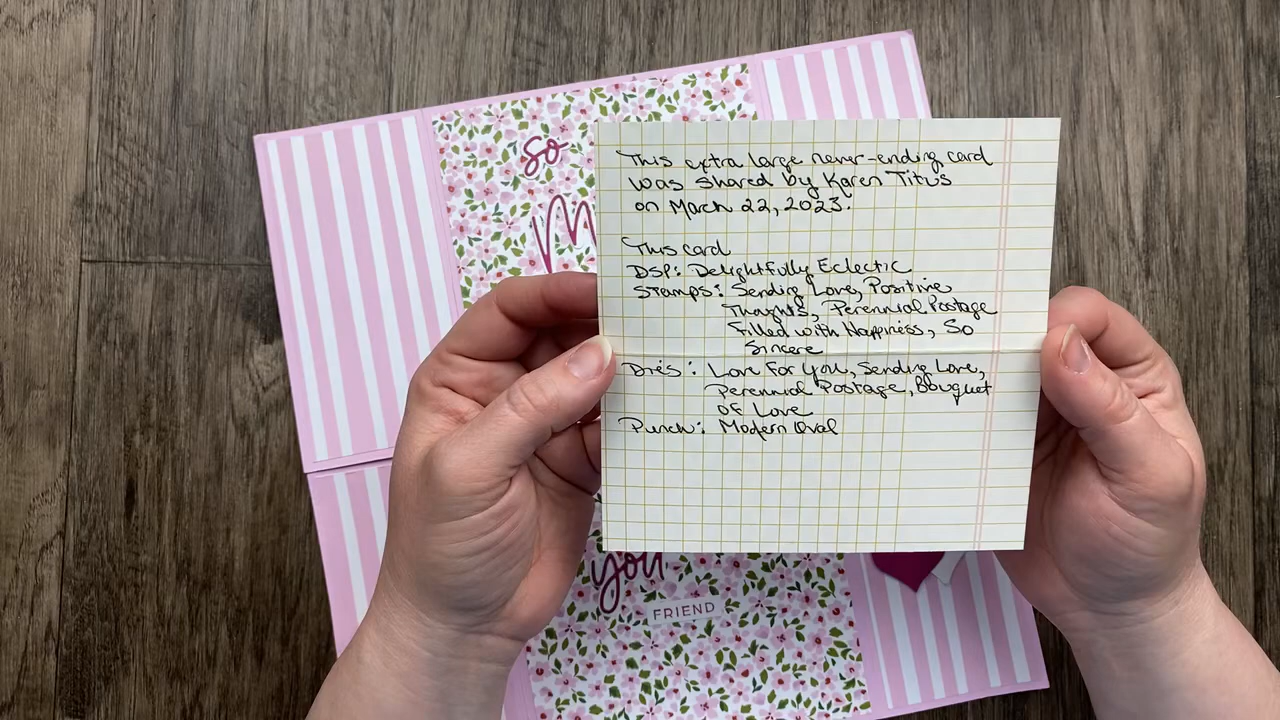 so
M
This extra large never-ending card
was shared by Karen Titus
on March 22, 2023.
This card
DSP: Delightfully Eclectic
Stamps: Sending Love, Positive
Thoughts, Perennial Postage
Filled with Happiness, So
Sincere
Dies: Love For You, Sending Love,
Perennial Postage, Bouquet
of Love
Punch: Modern Oval
you
FRIEND